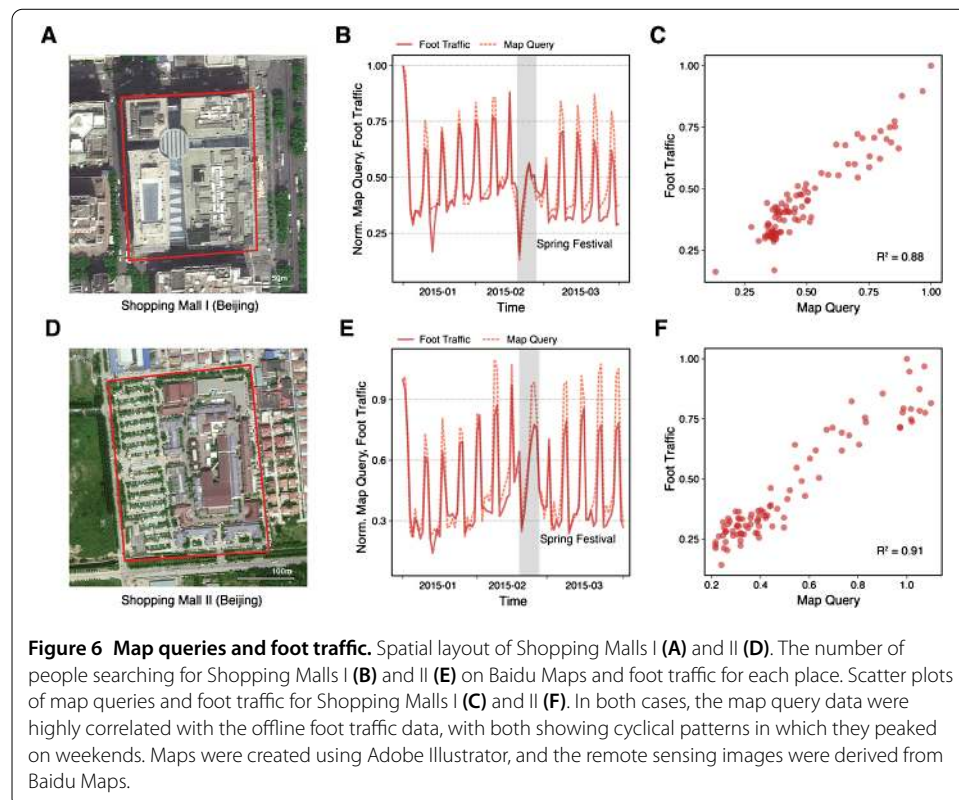 A
50m
Shopping Mall I (Beijing)
B
Foot Traffic Map Query
Norm. Map Query, Foot Traffic
1.00
0.75
0.50
0.25
Spring Festival
2015-01 2015-02 2015-03
Time
C
Foot Traffic
1.00
0.75
0.50
0.25
R² = 0.88
0.25 0.50 0.75 1.00
Map Query
D
100m
Shopping Mall II (Beijing)
E
Foot Traffic Map Query
Norm. Map Query, Foot Traffic
0.9
0.6
0.3
Spring Festival
2015-01 2015-02 2015-03
Time
F
Foot Traffic
1.00
0.75
0.50
0.25
R² = 0.91
0.2 0.4 0.6 0.8 1.0
Map Query
Figure 6 Map queries and foot traffic. Spatial layout of Shopping Malls I (A) and II (D). The number of
people searching for Shopping Malls I (B) and II (E) on Baidu Maps and foot traffic for each place. Scatter plots
of map queries and foot traffic for Shopping Malls I (C) and II (F). In both cases, the map query data were
highly correlated with the offline foot traffic data, with both showing cyclical patterns in which they peaked
on weekends. Maps were created using Adobe Illustrator, and the remote sensing images were derived from
Baidu Maps.